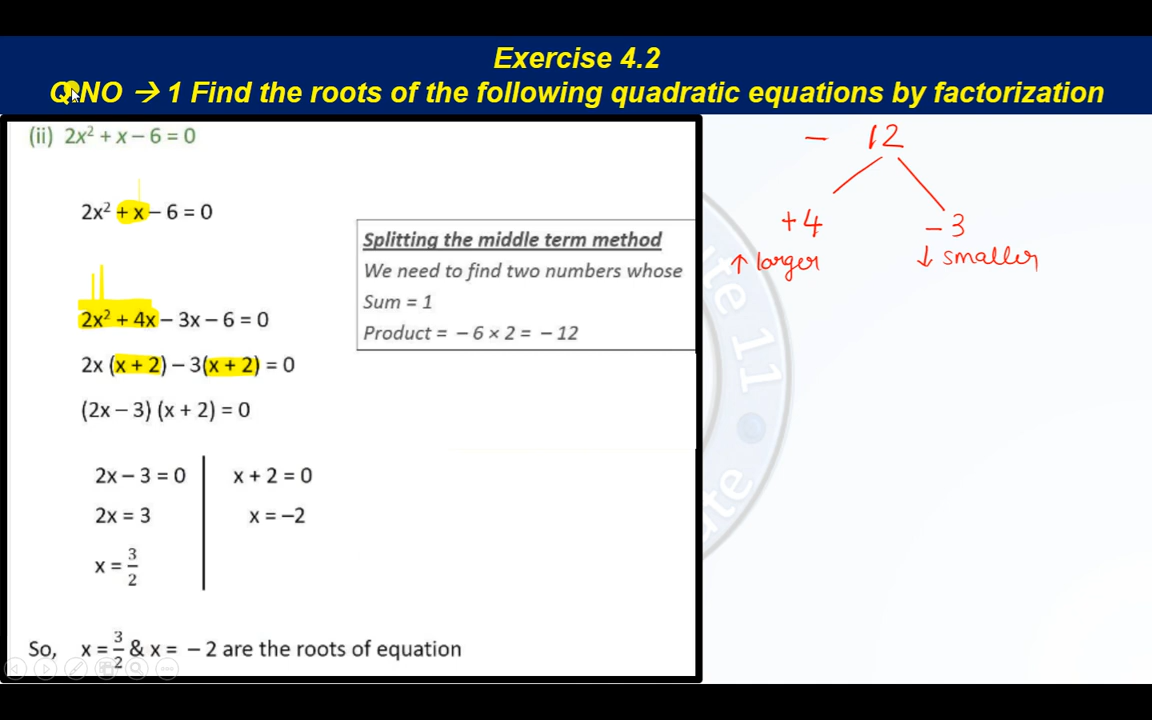 Exercise 4.2
Q.NO → 1 Find the roots of the following quadratic equations by factorization
(ii) 2x² + x – 6 = 0
2x² + x – 6 = 0
2x² + 4x – 3x – 6 = 0
2x (x + 2) – 3(x + 2) = 0
(2x – 3) (x + 2) = 0
2x – 3 = 0 x + 2 = 0
2x = 3 x = –2
x = 3/2
So, x = 3/2 & x = – 2 are the roots of equation
Splitting the middle term method
We need to find two numbers whose
Sum = 1
Product = – 6 × 2 = – 12
– 12
+4 – 3
↑ larger ↓ smaller
ute 11
ute